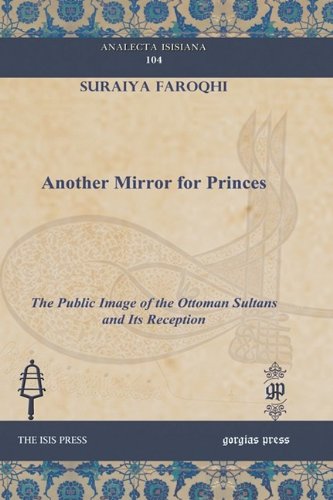 ANALECTA ISISIANA
104
SURAIYA FAROQHI
Another Mirror for Princes
The Public Image of the Ottoman Sultans
and Its Reception
gp
THE ISIS PRESS
gorgias press